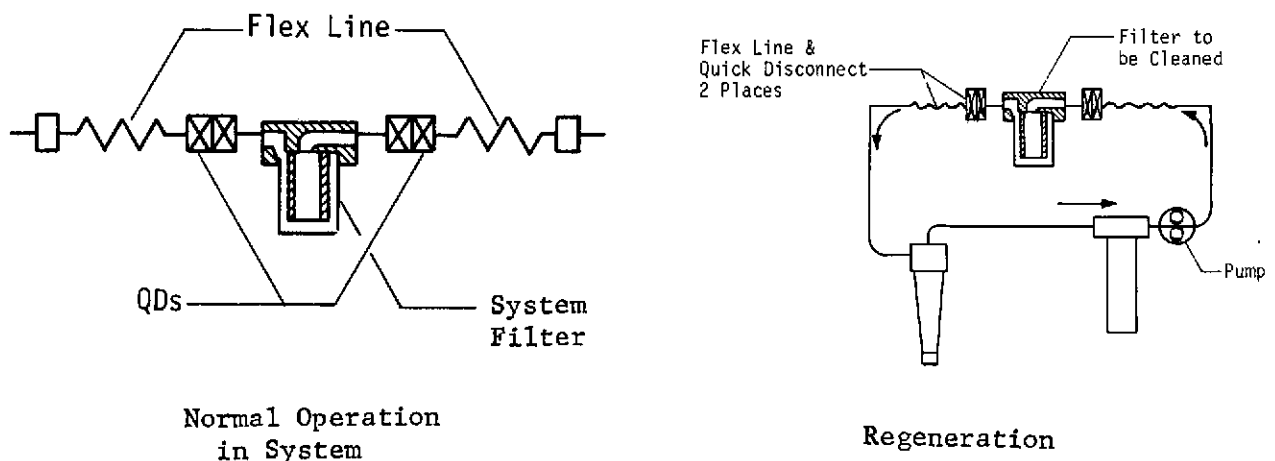 Flex Line
QDs
System
Filter
Normal Operation
in System
Flex Line &
Quick Disconnect
2 Places
Filter to
be Cleaned
Pump
Regeneration